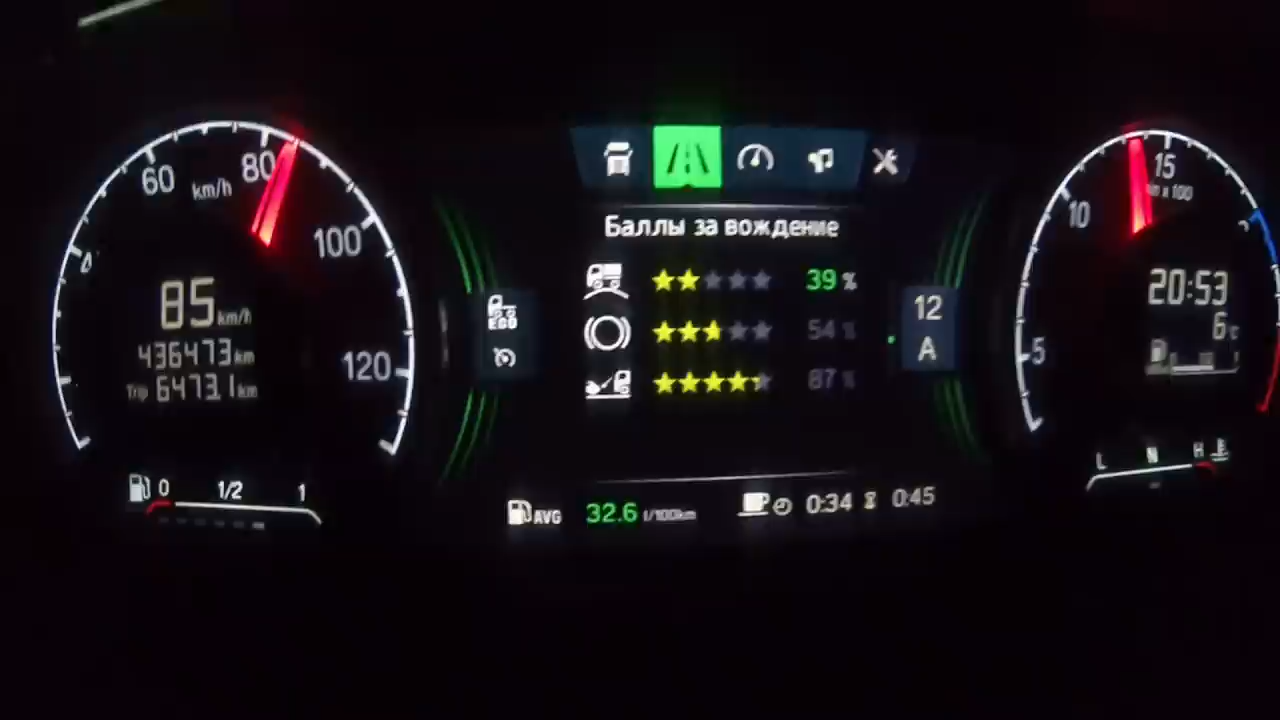 60
80
km/h
100
120
85 km/h
436473 km
Trip 6473.1 km
0 1/2 1
Баллы за вождение
39 %
54 %
87 %
ECO
12
A
AVG 32.6 l/100km
0:34 0:45
5
10
15
x 100
20:53
6°C
L N H